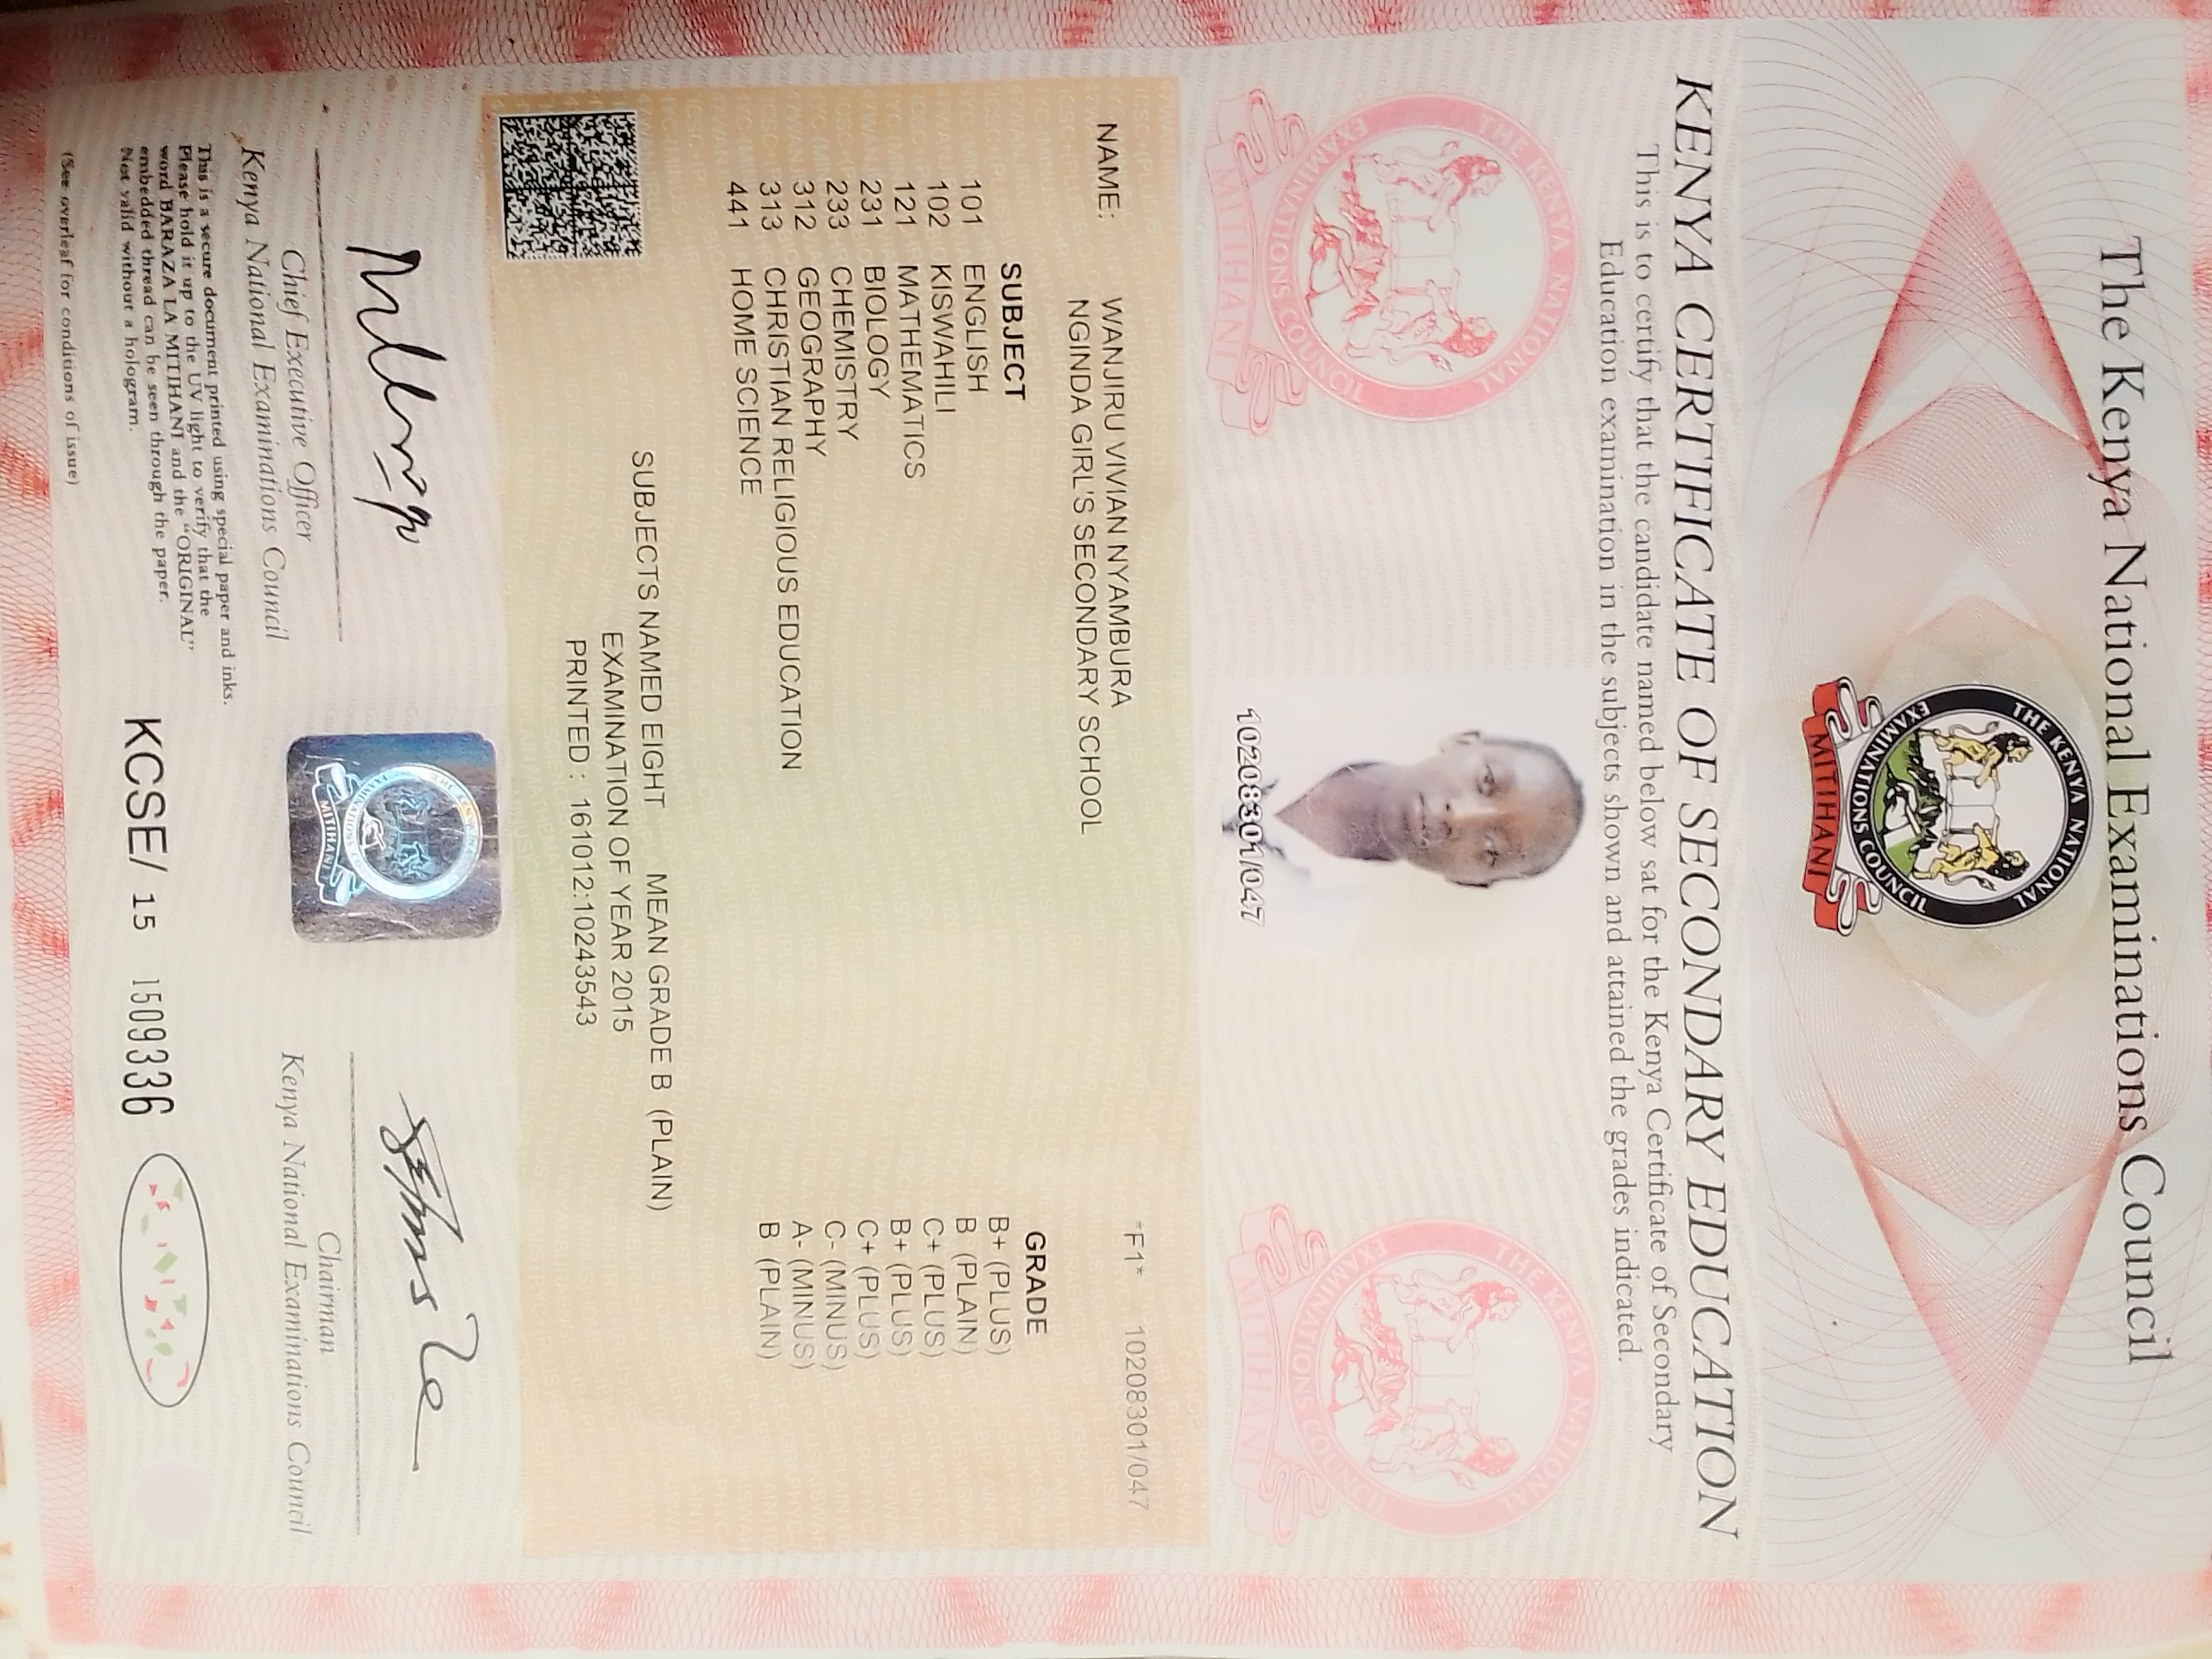 The Kenya National Examinations Council
THE KENYA NATIONAL
EXAMINATIONS COUNCIL
MITIHANI
KENYA CERTIFICATE OF SECONDARY EDUCATION
This is to certify that the candidate named below sat for the Kenya Certificate of Secondary
Education examination in the subjects shown and attained the grades indicated.
THE KENYA NATIONAL
EXAMINATIONS COUNCIL
MITIHANI
THE KENYA NATIONAL
EXAMINATIONS COUNCIL
MITIHANI
10208301/047
*F1* 10208301/047
NAME: WANJIRU VIVIAN NYAMBURA
NGINDA GIRL'S SECONDARY SCHOOL
SUBJECT GRADE
101 ENGLISH B+ (PLUS)
102 KISWAHILI B (PLAIN)
121 MATHEMATICS C+ (PLUS)
231 BIOLOGY B+ (PLUS)
233 CHEMISTRY C+ (PLUS)
312 GEOGRAPHY C- (MINUS)
313 CHRISTIAN RELIGIOUS EDUCATION A- (MINUS)
441 HOME SCIENCE B (PLAIN)
SUBJECTS NAMED EIGHT MEAN GRADE B (PLAIN)
EXAMINATION OF YEAR 2015
PRINTED : 161012:10243543
MITIHANI
Chief Executive Officer
Kenya National Examinations Council
Chairman
Kenya National Examinations Council
This is a secure document printed using special paper and inks.
Please hold it up to the UV light to verify that the
word BARAZA LA MITIHANI and the "ORIGINAL"
embedded thread can be seen through the paper.
Not valid without a hologram.
KCSE/ 15 1509336
(See overleaf for conditions of issue)